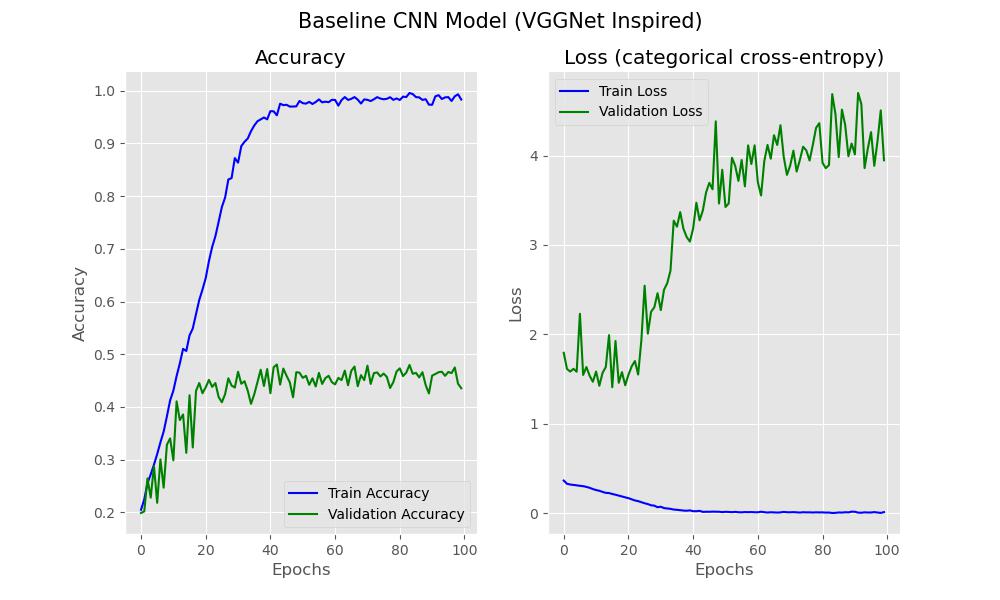 Baseline CNN Model (VGGNet Inspired)
Accuracy
Accuracy
1.0
0.9
0.8
0.7
0.6
0.5
0.4
0.3
0.2
0
20
40
60
80
100
Epochs
Train Accuracy
Validation Accuracy
Loss (categorical cross-entropy)
Loss
4
3
2
1
0
0
20
40
60
80
100
Epochs
Train Loss
Validation Loss